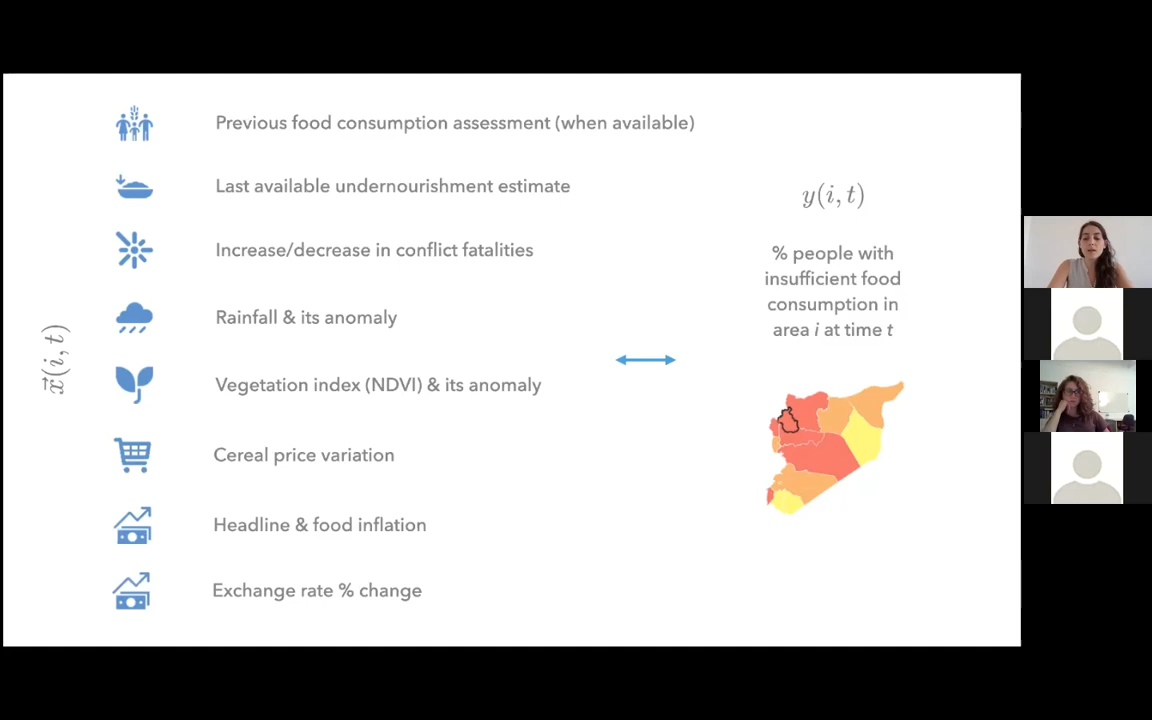 Previous food consumption assessment (when available)
Last available undernourishment estimate
Increase/decrease in conflict fatalities
Rainfall & its anomaly
x⃗(i, t)
Vegetation index (NDVI) & its anomaly
Cereal price variation
Headline & food inflation
Exchange rate % change
y(i, t)
% people with
insufficient food
consumption in
area i at time t